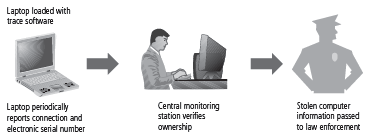 Laptop loaded with
trace software
Laptop periodically
reports connection and
electronic serial number
Central monitoring
station verifies
ownership
Stolen computer
information passed
to law enforcement